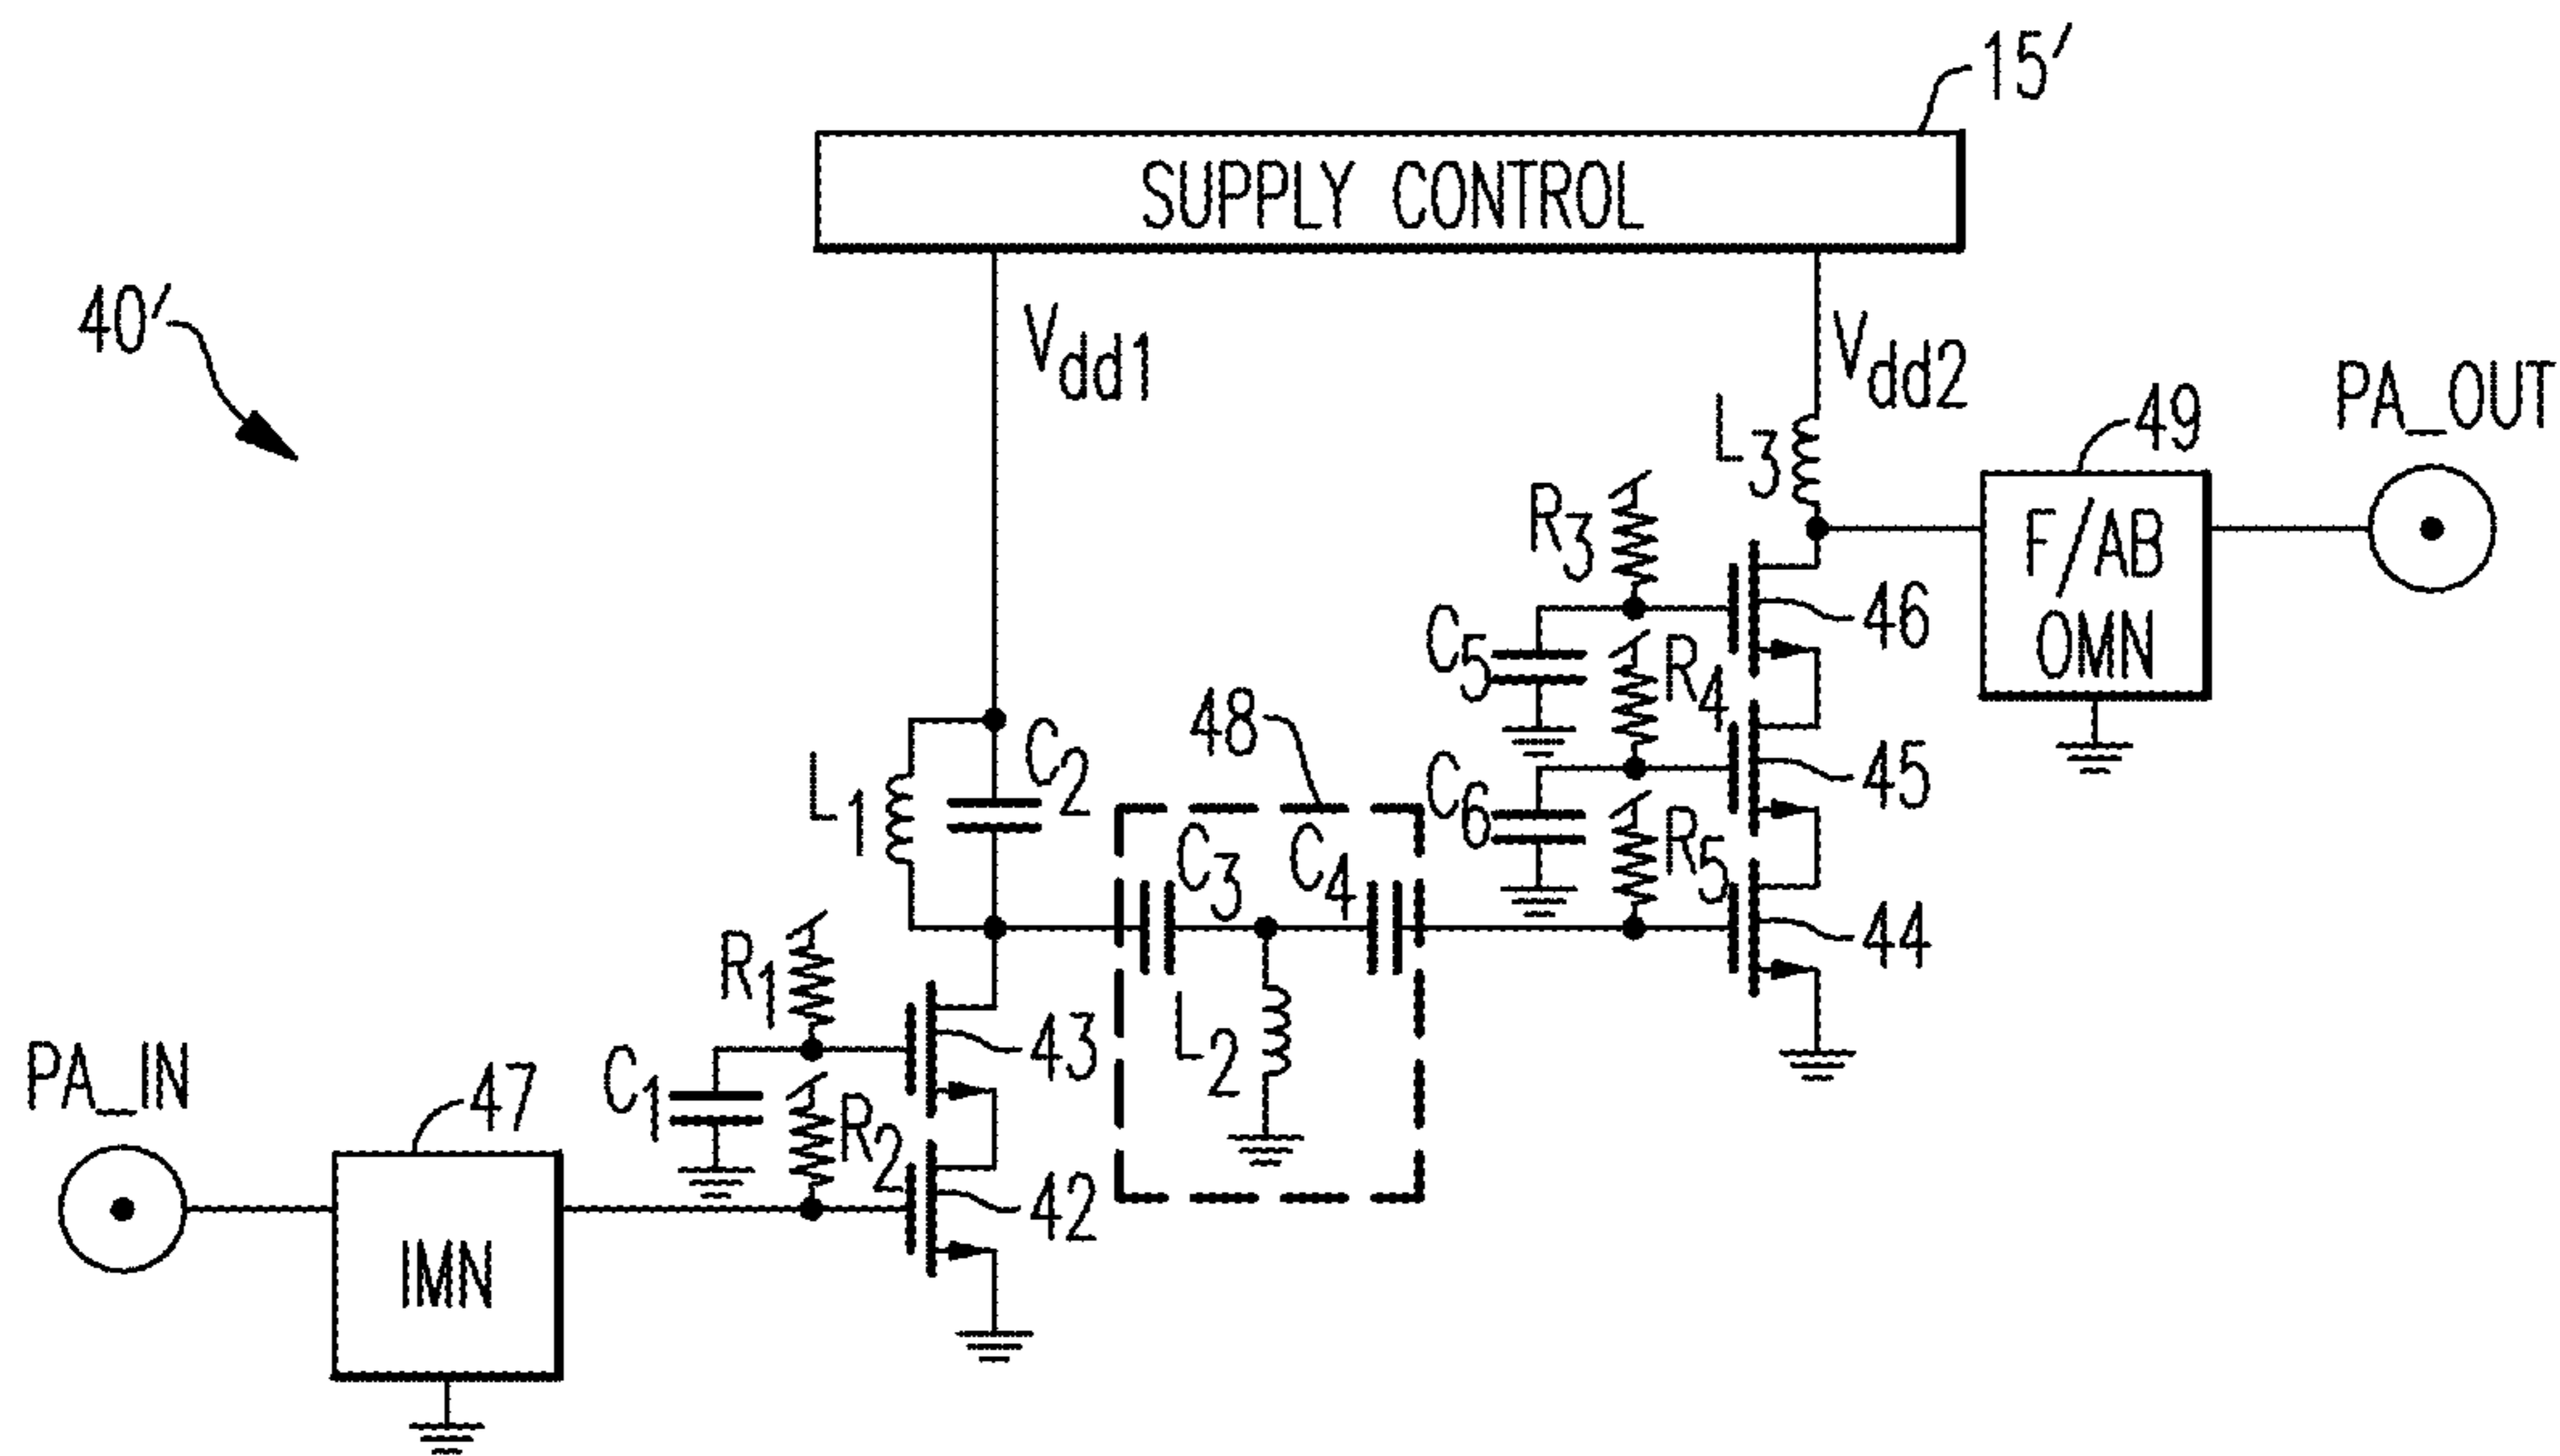 15′
SUPPLY CONTROL
40′
Vdd1
Vdd2
PA_OUT
49
L3
R3
F/AB
OMN
46
C5
R4
48
C2
L1
45
C6
R5
C3
C4
44
R1
L2
43
C1
PA_IN
47
R2
42
IMN